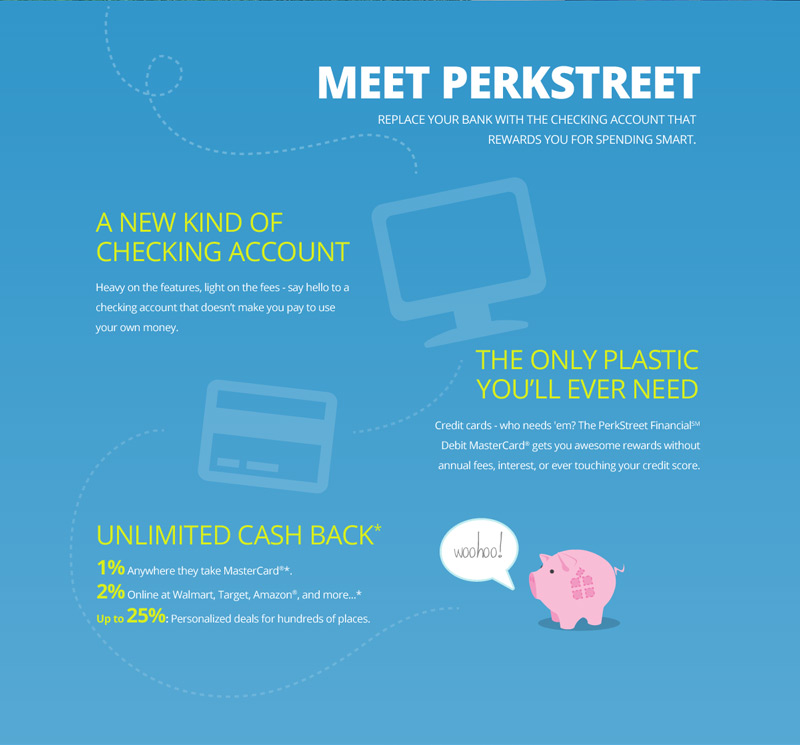 MEET PERKSTREET
REPLACE YOUR BANK WITH THE CHECKING ACCOUNT THAT
REWARDS YOU FOR SPENDING SMART.
A NEW KIND OF
CHECKING ACCOUNT
Heavy on the features, light on the fees - say hello to a
checking account that doesn't make you pay to use
your own money.
THE ONLY PLASTIC
YOU'LL EVER NEED
Credit cards - who needs 'em? The PerkStreet Financial℠
Debit MasterCard® gets you awesome rewards without
annual fees, interest, or ever touching your credit score.
UNLIMITED CASH BACK*
1% Anywhere they take MasterCard®*.
2% Online at Walmart, Target, Amazon®, and more...*
Up to 25%: Personalized deals for hundreds of places.
woohoo!